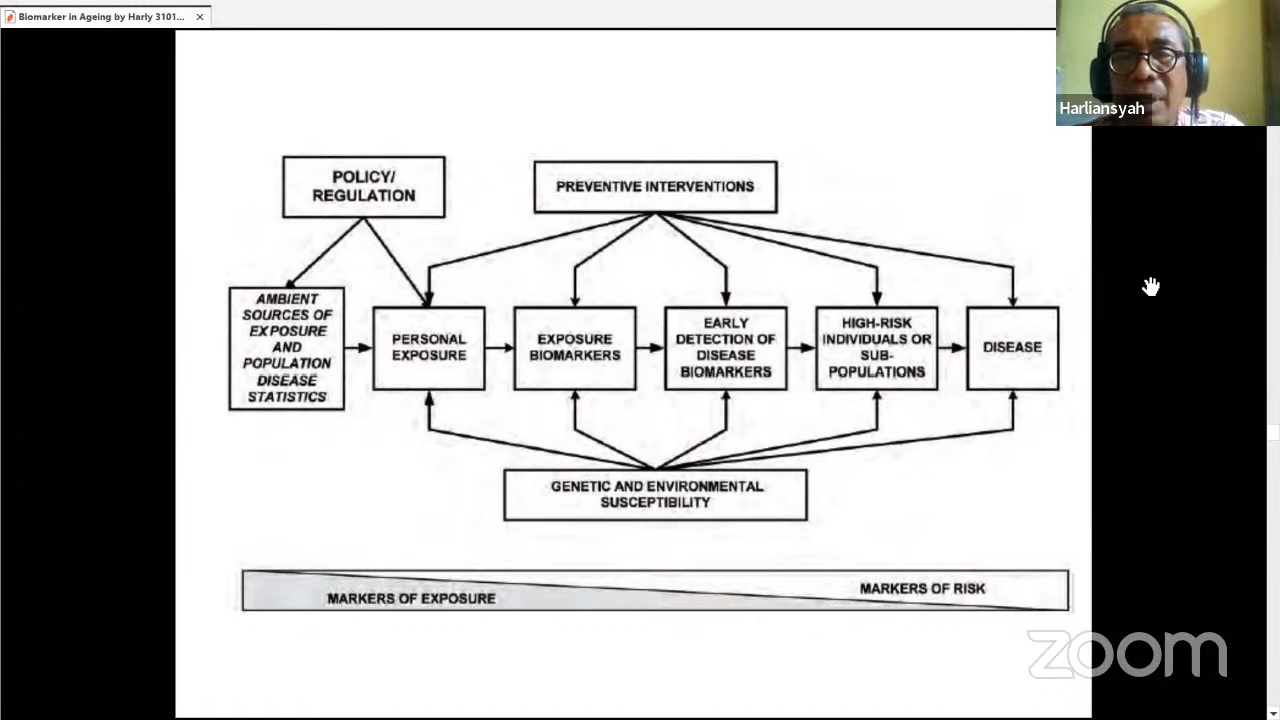 Biomarker in Ageing by Harly 3101...
Harliansyah
POLICY/
REGULATION
PREVENTIVE INTERVENTIONS
AMBIENT
SOURCES OF
EXPOSURE
AND
POPULATION
DISEASE
STATISTICS
PERSONAL
EXPOSURE
EXPOSURE
BIOMARKERS
EARLY
DETECTION OF
DISEASE
BIOMARKERS
HIGH-RISK
INDIVIDUALS OR
SUB-
POPULATIONS
DISEASE
GENETIC AND ENVIRONMENTAL
SUSCEPTIBILITY
MARKERS OF EXPOSURE
MARKERS OF RISK
zoom